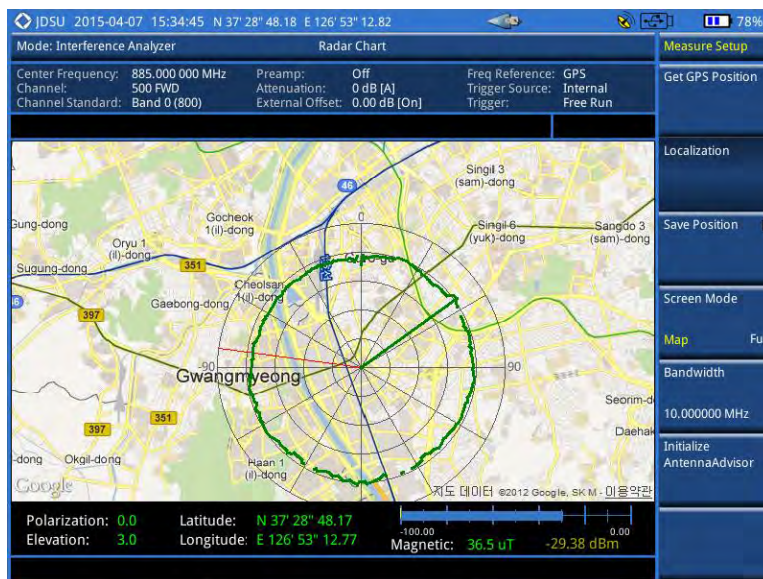 JDSU 2015-04-07 15:34:45 N 37' 28" 48.18 E 126' 53" 12.82 78%
Mode: Interference Analyzer Radar Chart Measure Setup
Center Frequency: 885.000 000 MHz Preamp: Off Freq Reference: GPS
Channel: 500 FWD Attenuation: 0 dB [A] Trigger Source: Internal
Channel Standard: Band 0 (800) External Offset: 0.00 dB [On] Trigger: Free Run
Get GPS Position
Localization
Save Position
Screen Mode
Map Fu
Bandwidth
10.000000 MHz
Initialize
AntennaAdvisor
Singil 3
(sam)-dong
46
Gung-dong
Gocheok
1(il)-dong
0
Singil 6
(yuk)-dong
Sangdo 3
(sam)-dong
Oryu 1
(il)-dong
351
Sugung-dong
Cheolsan
1(il)-dong
Gaebong-dong
397
-90
90
Gwangmyeong
Seorim-d
351
397
Daehak
-dong
Okgil-dong
Haan 1
(il)-dong
Google
지도 데이터 ©2012 Google, SK M - 이용약관
Polarization: 0.0 Latitude: N 37' 28" 48.17
-100.00 0.00
Elevation: 3.0 Longitude: E 126' 53" 12.77 Magnetic: 36.5 uT -29.38 dBm